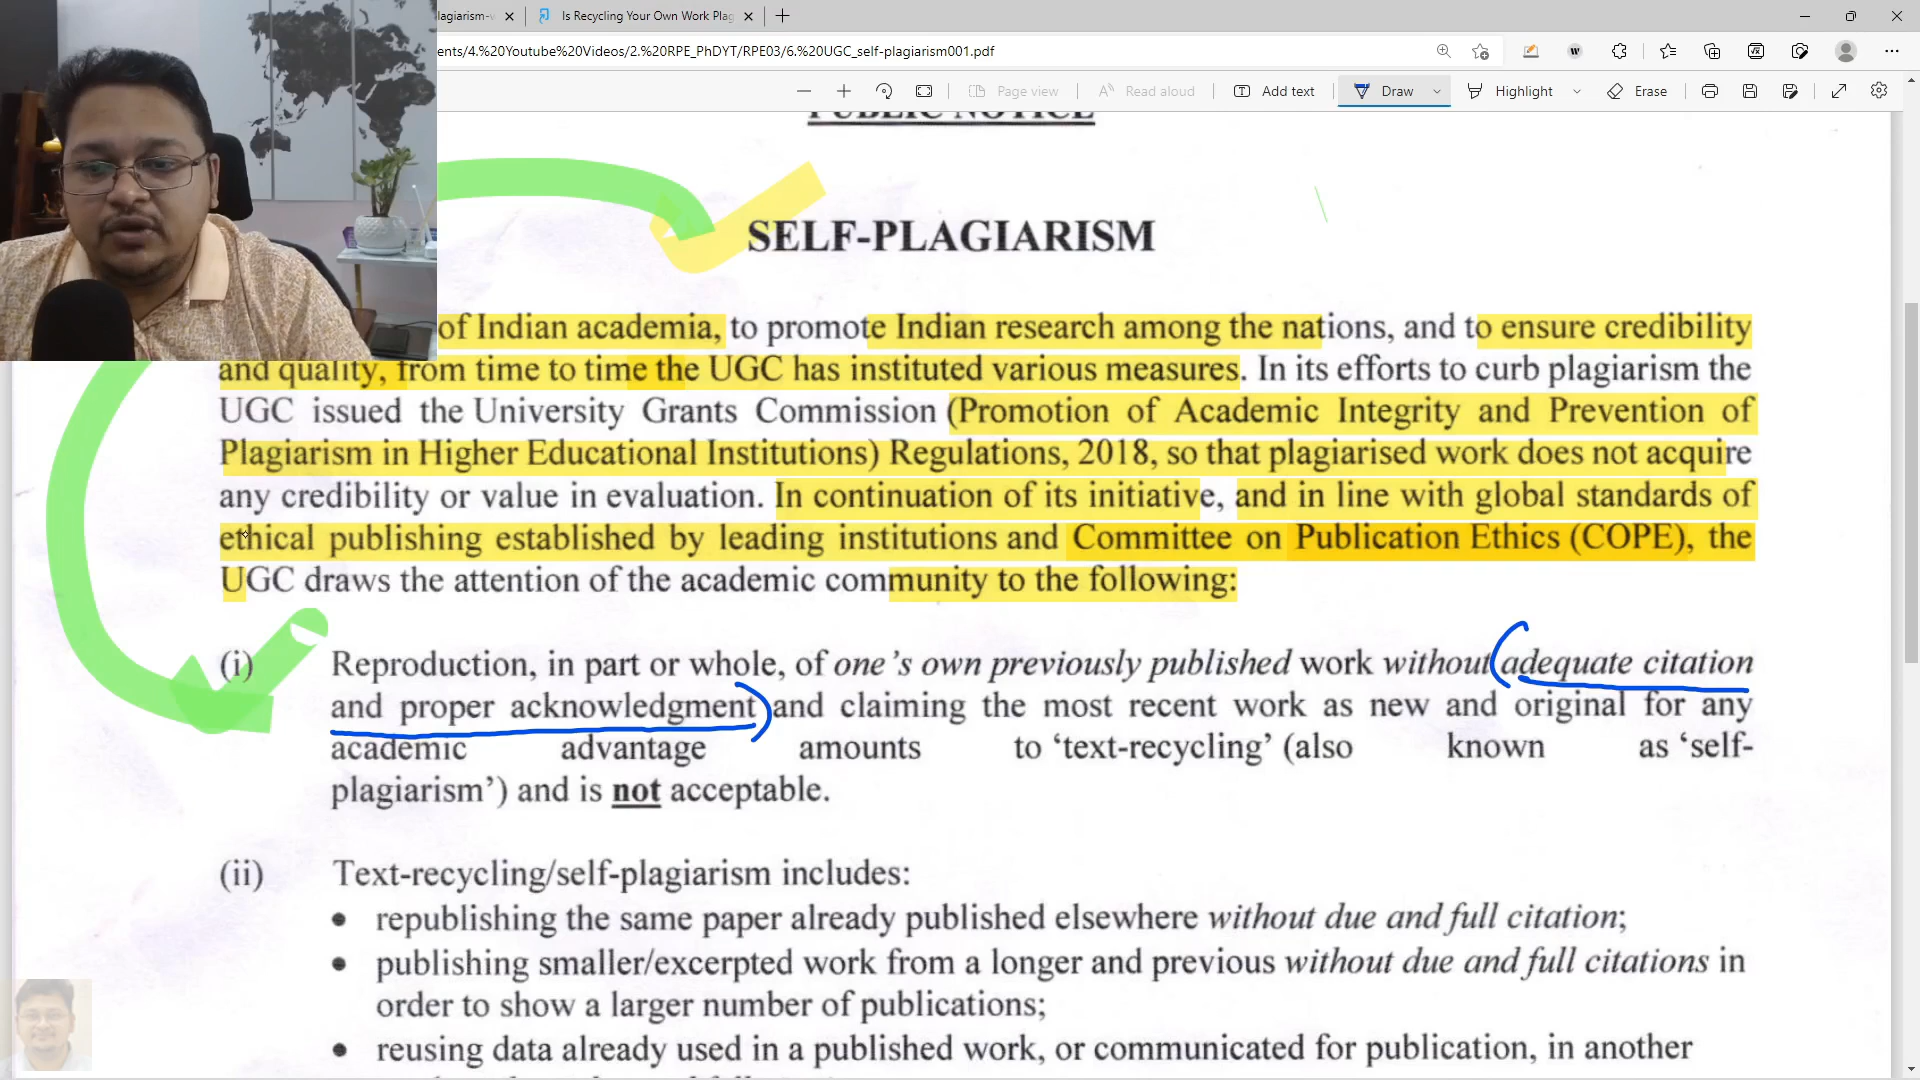 lagiarism-v
Is Recycling Your Own Work Plag
ents/4.%20Youtube%20Videos/2.%20RPE_PhDYT/RPE03/6.%20UGC_self-plagiarism001.pdf
Page view Read aloud Add text Draw Highlight Erase
PUBLIC NOTICE
SELF-PLAGIARISM
of Indian academia, to promote Indian research among the nations, and to ensure credibility
and quality, from time to time the UGC has instituted various measures. In its efforts to curb plagiarism the
UGC issued the University Grants Commission (Promotion of Academic Integrity and Prevention of
Plagiarism in Higher Educational Institutions) Regulations, 2018, so that plagiarised work does not acquire
any credibility or value in evaluation. In continuation of its initiative, and in line with global standards of
ethical publishing established by leading institutions and Committee on Publication Ethics (COPE), the
UGC draws the attention of the academic community to the following:
(i) Reproduction, in part or whole, of one's own previously published work without adequate citation
and proper acknowledgment and claiming the most recent work as new and original for any
academic advantage amounts to ‘text-recycling’ (also known as ‘self-
plagiarism’) and is not acceptable.
(ii) Text-recycling/self-plagiarism includes:
• republishing the same paper already published elsewhere without due and full citation;
• publishing smaller/excerpted work from a longer and previous without due and full citations in
order to show a larger number of publications;
• reusing data already used in a published work, or communicated for publication, in another